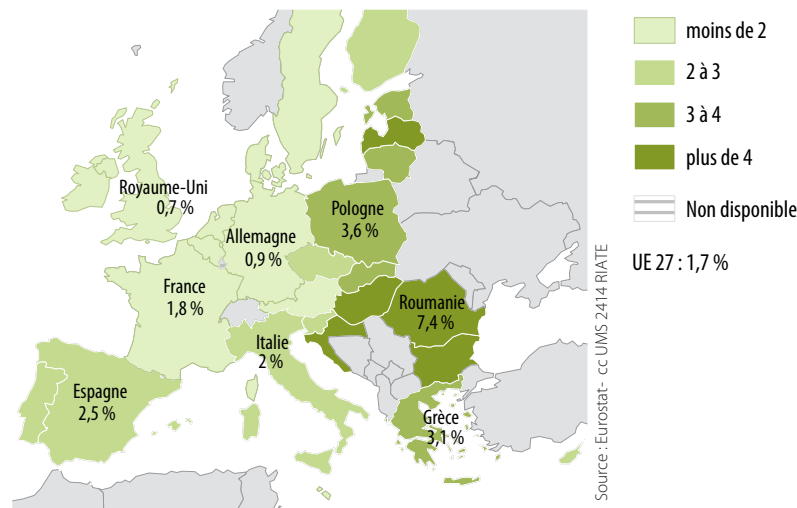 moins de 2
2 à 3
3 à 4
plus de 4
Non disponible
UE 27 : 1,7 %
Royaume-Uni
0,7 %
Pologne
3,6 %
Allemagne
0,9 %
France
1,8 %
Roumanie
7,4 %
Italie
2 %
Espagne
2,5 %
Grèce
3,1 %
Source : Eurostat - cc UMS 2414 RIATE